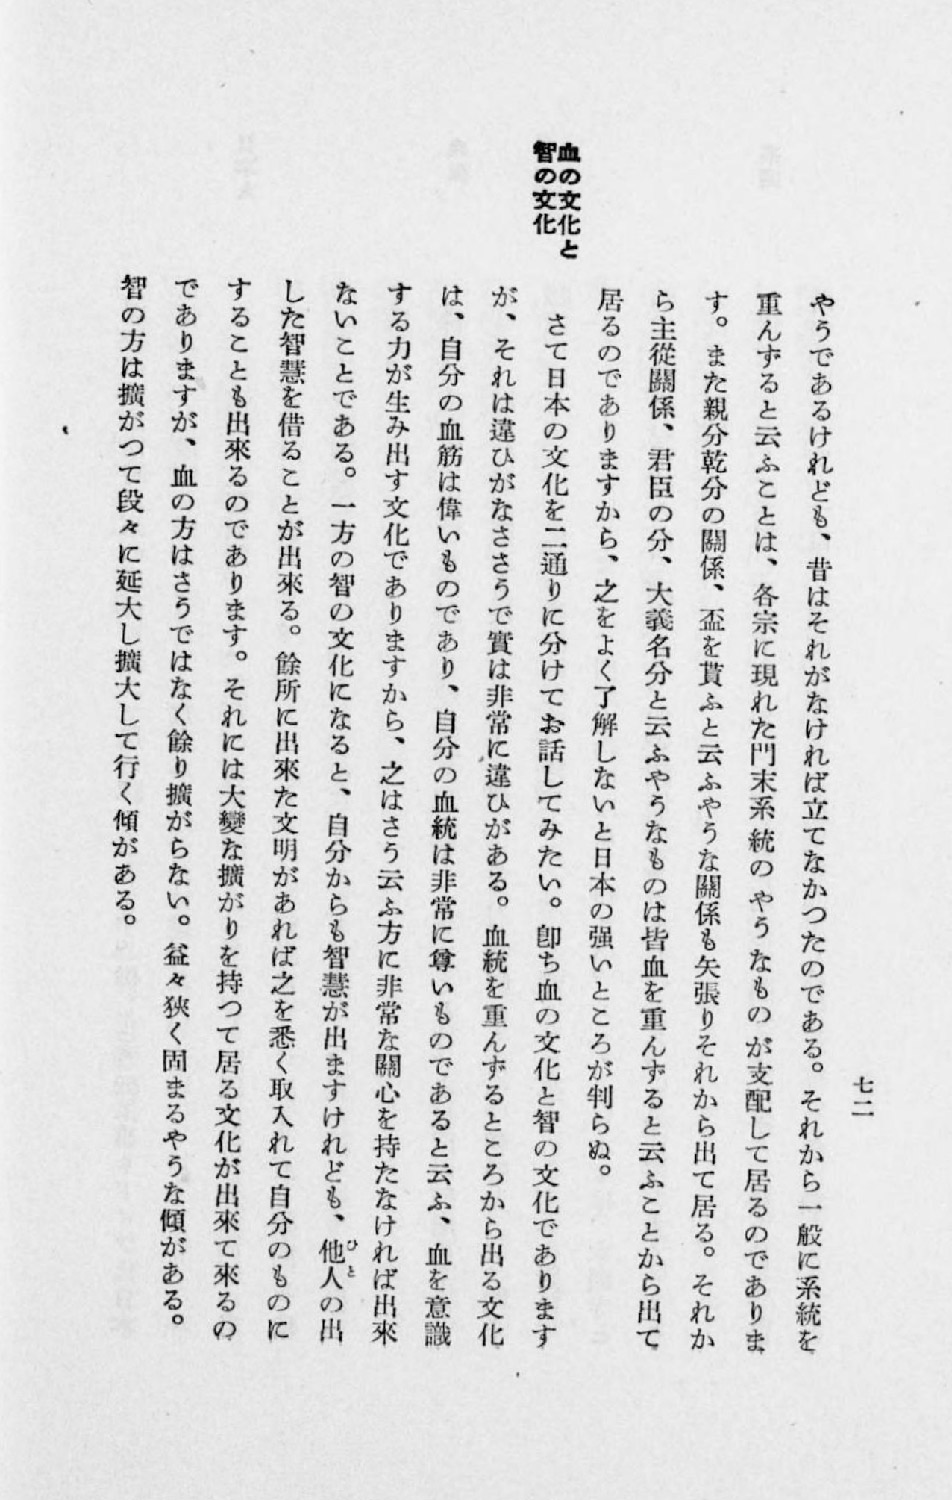 七二
やうであるけれども、昔はそれがなければ立てなかつたのである。それから一般に系統を
重んずると云ふことは、各宗に現れた門末系統のやうなものが支配して居るのでありま
す。また親分乾分の關係、盃を貰ふと云ふやうな關係も矢張りそれから出て居る。それか
ら主從關係、君臣の分、大義名分と云ふやうなものは皆血を重んずると云ふことから出て
居るのでありますから、之をよく了解しないと日本の强いところが判らぬ。
血の文化と
智の文化
さて日本の文化を二通りに分けてお話してみたい。卽ち血の文化と智の文化であります
が、それは違ひがなささうで實は非常に違ひがある。血統を重んずるところから出る文化
は、自分の血筋は偉いものであり、自分の血統は非常に尊いものであると云ふ、血を意識
する力が生み出す文化でありますから、之はさう云ふ方に非常な關心を持たなければ出來
ないことである。一方の智の文化になると、自分からも智慧が出ますけれども、他人の出
ひと
した智慧を借ることが出來る。餘所に出來た文明があれば之を悉く取入れて自分のものに
することも出來るのであります。それには大變な擴がりを持つて居る文化が出來て來るの
でありますが、血の方はさうではなく餘り擴がらない。益々狹く固まるやうな傾がある。
智の方は擴がつて段々に延大し擴大して行く傾がある。